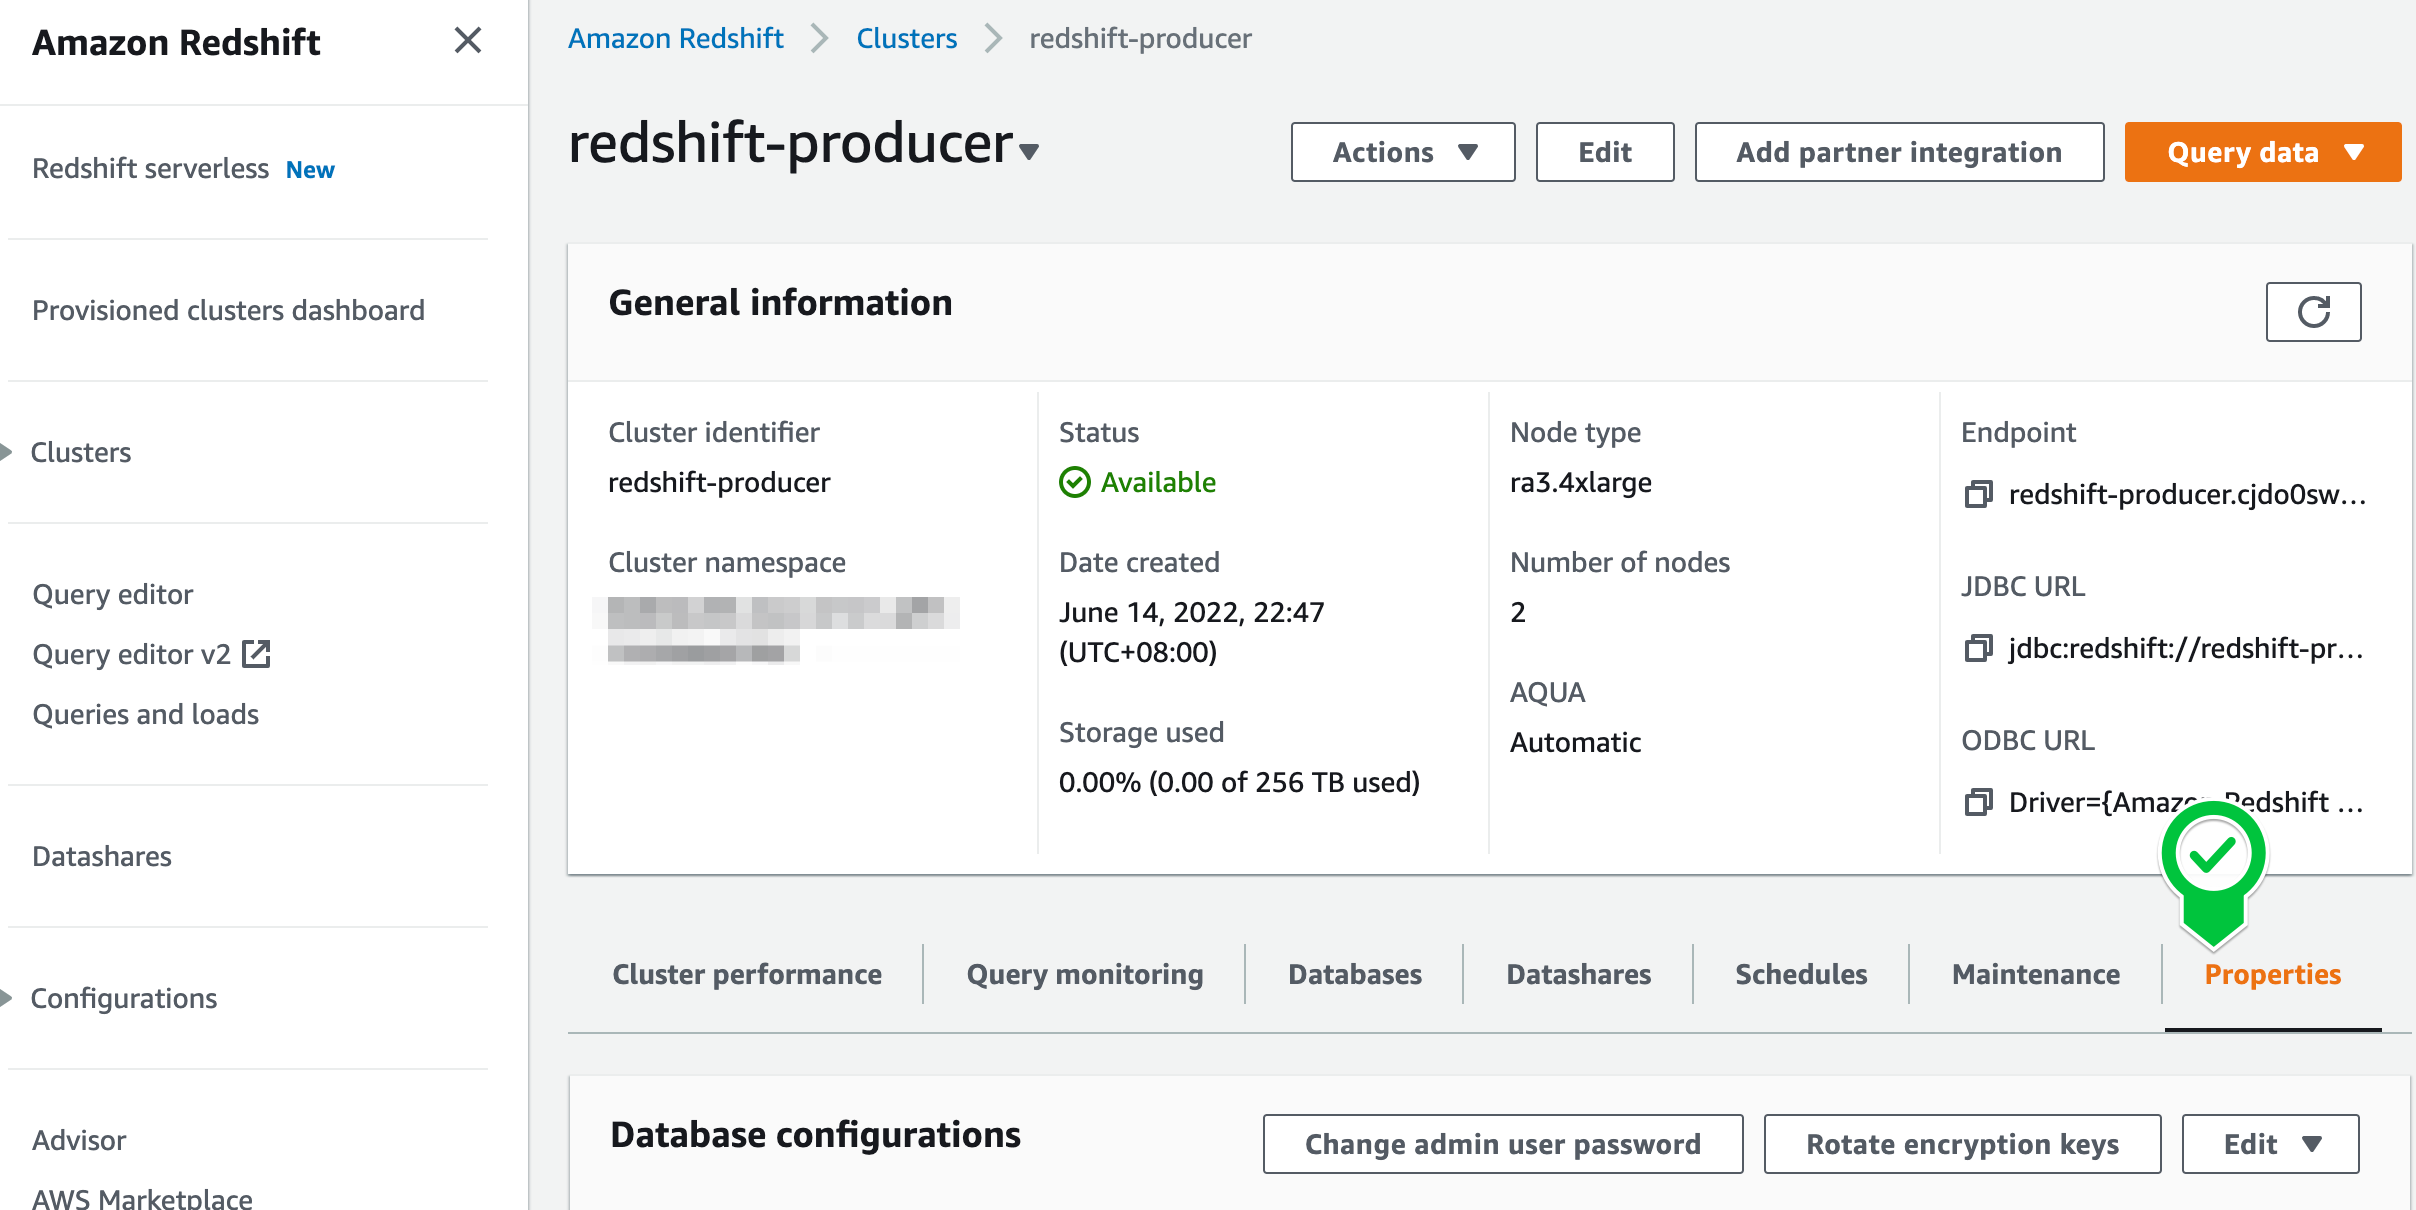 Amazon Redshift
Redshift serverless New
Provisioned clusters dashboard
Clusters
Query editor
Query editor v2
Queries and loads
Datashares
Configurations
Advisor
AWS Marketplace
Amazon Redshift Clusters redshift-producer
redshift-producer
Actions Edit Add partner integration Query data
General information
Cluster identifier
redshift-producer
Cluster namespace
Status
Available
Date created
June 14, 2022, 22:47
(UTC+08:00)
Storage used
0.00% (0.00 of 256 TB used)
Node type
ra3.4xlarge
Number of nodes
2
AQUA
Automatic
Endpoint
redshift-producer.cjdo0sw...
JDBC URL
jdbc:redshift://redshift-pr...
ODBC URL
Driver={Amazon Redshift ...
Cluster performance Query monitoring Databases Datashares Schedules Maintenance Properties
Database configurations
Change admin user password Rotate encryption keys Edit